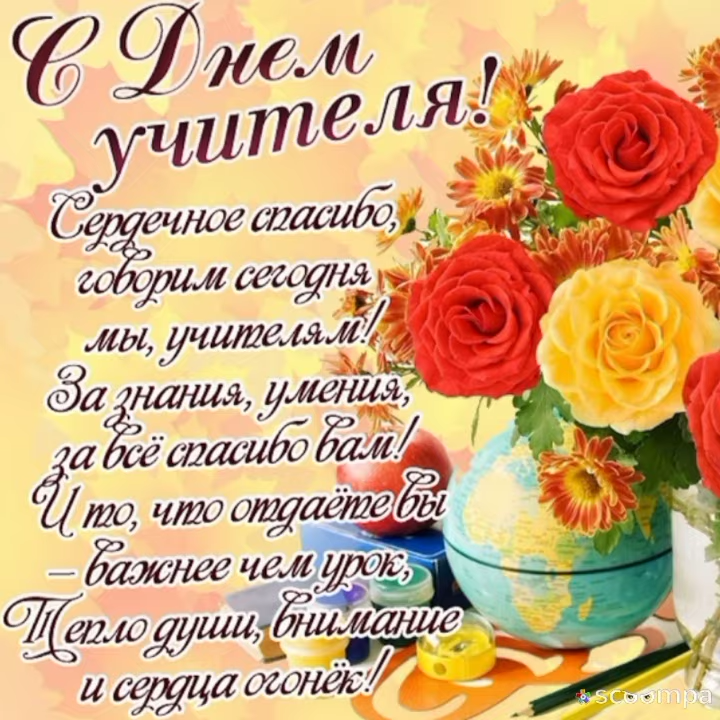 С Днем
учителя!
Сердечное спасибо,
говорим сегодня
мы, учителям!
За знания, умения,
за всё спасибо вам!
И то, что отдаёте вы
– важнее чем урок,
Тепло души, внимание
и сердца огонёк!
scoompa